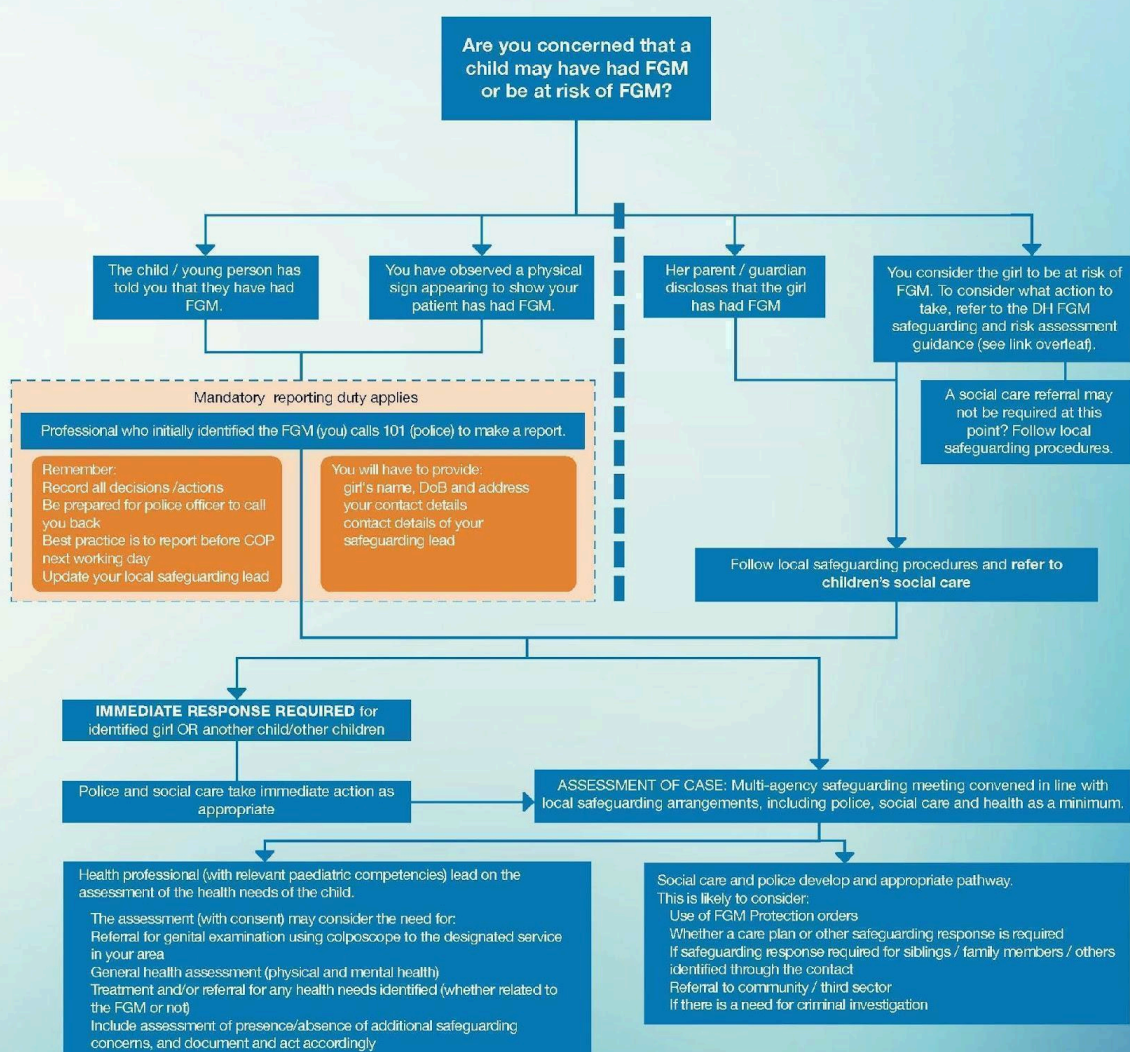 Are you concerned that a
child may have had FGM
or be at risk of FGM?
The child / young person has
told you that they have had
FGM.
You have observed a physical
sign appearing to show your
patient has had FGM.
Her parent / guardian
discloses that the girl
has had FGM
You consider the girl to be at risk of
FGM. To consider what action to
take, refer to the DH FGM
safeguarding and risk assessment
guidance (see link overleaf).
A social care referral may
not be required at this
point? Follow local
safeguarding procedures.
Mandatory reporting duty applies
Professional who initially identified the FGM (you) calls 101 (police) to make a report.
Remember:
Record all decisions /actions
Be prepared for police officer to call
you back
Best practice is to report before COP
next working day
Update your local safeguarding lead
You will have to provide:
girl's name, DoB and address
your contact details
contact details of your
safeguarding lead
Follow local safeguarding procedures and refer to
children's social care
IMMEDIATE RESPONSE REQUIRED for
identified girl OR another child/other children
Police and social care take immediate action as
appropriate
ASSESSMENT OF CASE: Multi-agency safeguarding meeting convened in line with
local safeguarding arrangements, including police, social care and health as a minimum.
Health professional (with relevant paediatric competencies) lead on the
assessment of the health needs of the child.
The assessment (with consent) may consider the need for:
Referral for genital examination using colposcope to the designated service
in your area
General health assessment (physical and mental health)
Treatment and/or referral for any health needs identified (whether related to
the FGM or not)
Include assessment of presence/absence of additional safeguarding
concerns, and document and act accordingly
Social care and police develop and appropriate pathway.
This is likely to consider:
Use of FGM Protection orders
Whether a care plan or other safeguarding response is required
If safeguarding response required for siblings / family members / others
identified through the contact
Referral to community / third sector
If there is a need for criminal investigation